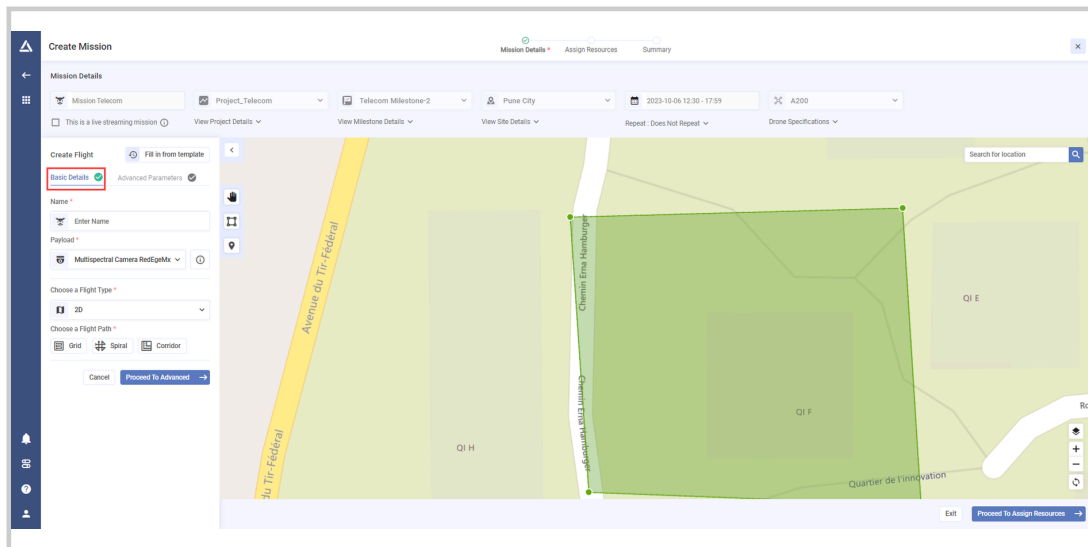 Create Mission
Mission Details *
Assign Resources
Summary
Mission Details
Mission Telecom
Project_Telecom
Telecom Milestone-2
Pune City
2023-10-06 12:30 - 17:59
A200
This is a live streaming mission
View Project Details
View Milestone Details
View Site Details
Repeat : Does Not Repeat
Drone Specifications
Create Flight
Fill in from template
Basic Details
Advanced Parameters
Name *
Enter Name
Payload *
Multispectral Camera RedEgeMx
Choose a Flight Type *
2D
Choose a Flight Path *
Grid
Spiral
Corridor
Cancel
Proceed To Advanced
Search for location
Avenue du Tir-Fédéral
Chemin Erna Hamburger
QI E
Chemin Erna Hamburger
QI F
Ro
QI H
du Tir-Fédéral
Quartier de l'innovation
Exit
Proceed To Assign Resources